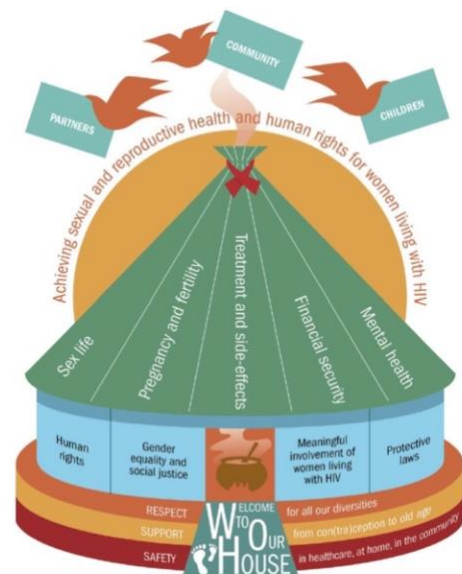 COMMUNITY
PARTNERS
CHILDREN
Achieving sexual and reproductive health and human rights for women living with HIV
Sex life
Pregnancy and fertility
Treatment and side-effects
Financial security
Mental health
Human
rights
Gender
equality and
social justice
Meaningful
involvement of
women living
with HIV
Protective
laws
RESPECT for all our diversities
SUPPORT from con(tra)ception to old age
SAFETY in healthcare, at home, in the community
WELCOME
TO OUR
HOUSE